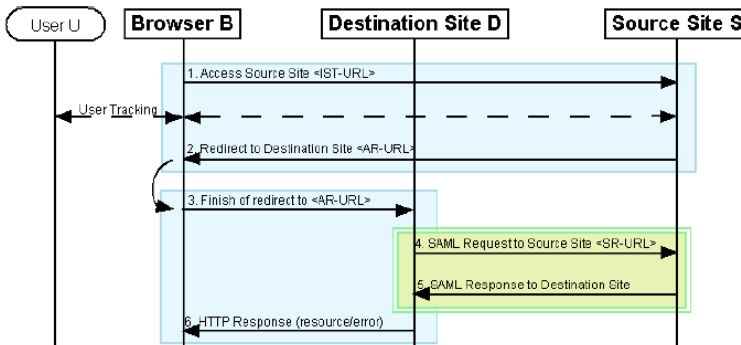 User U
Browser B
Destination Site D
Source Site S
1. Access Source Site <IST-URL>
User Tracking
2. Redirect to Destination Site <AR-URL>
3. Finish of redirect to <AR-URL>
4. SAML Request to Source Site <SR-URL>
5. SAML Response to Destination Site
6. HTTP Response (resource/error)